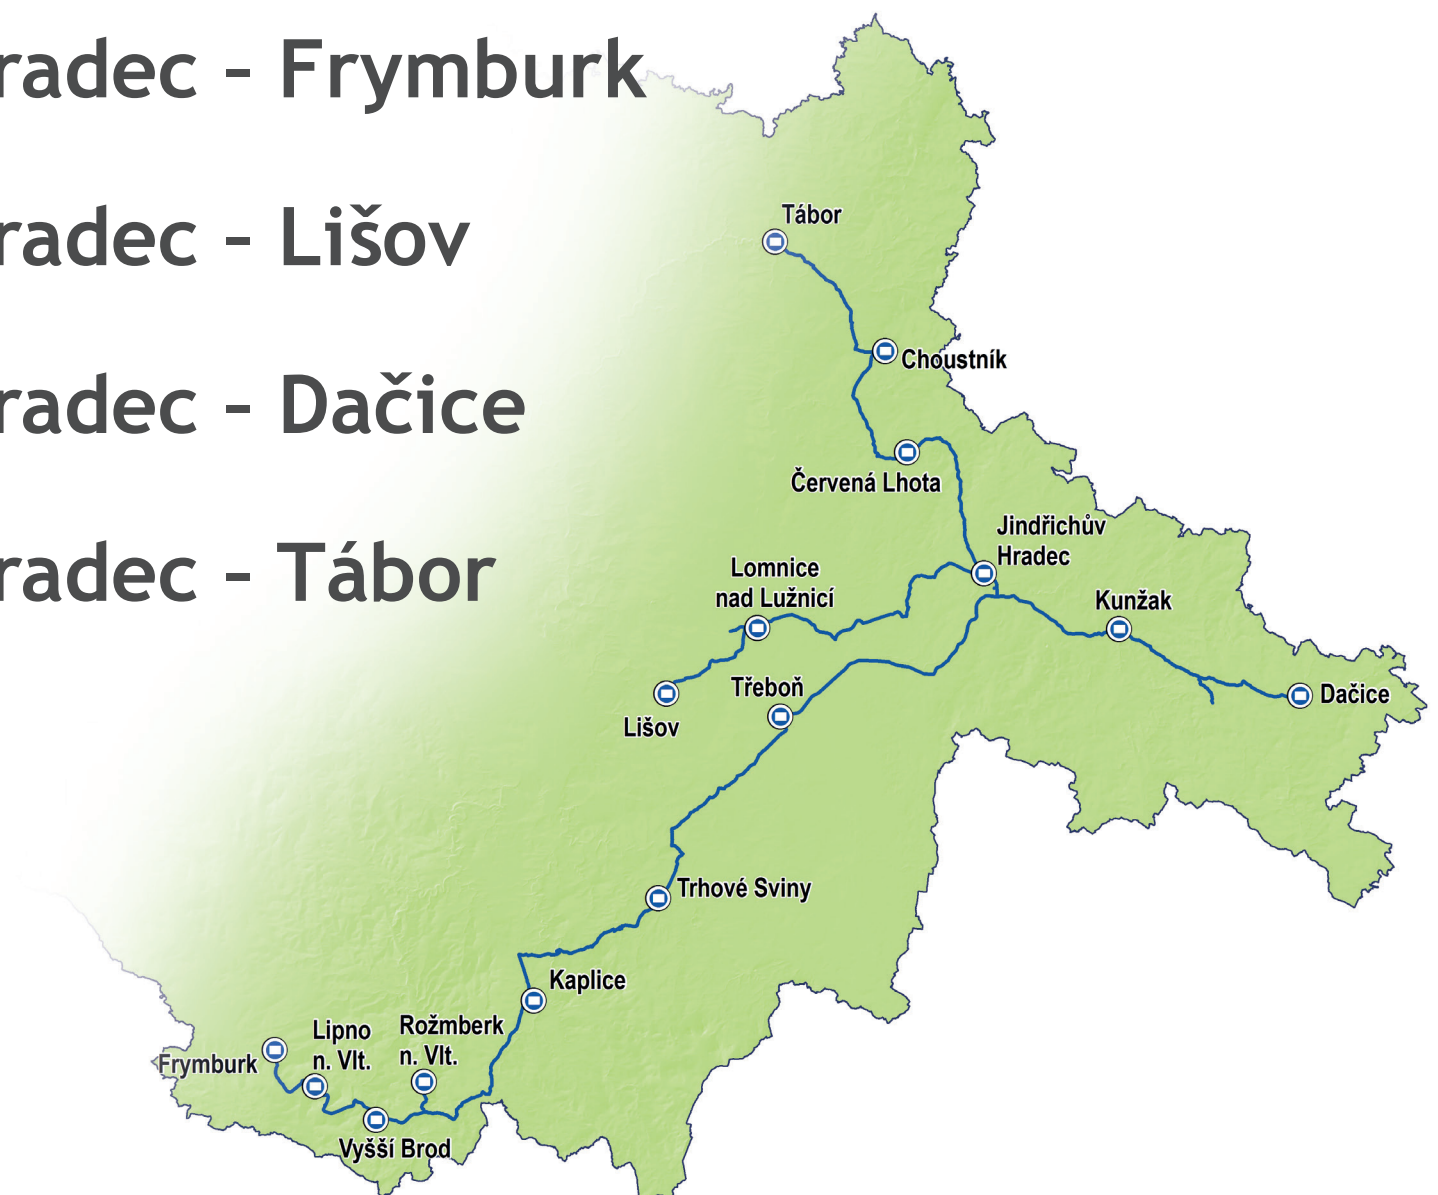 radec - Frymburk
radec - Lišov
radec - Dačice
radec - Tábor
Tábor
Choustník
Červená Lhota
Jindřichův
Hradec
Lomnice
nad Lužnicí
Kunžak
Třeboň
Dačice
Lišov
Trhové Sviny
Kaplice
Lipno
n. Vlt.
Rožmberk
n. Vlt.
Frymburk
Vyšší Brod